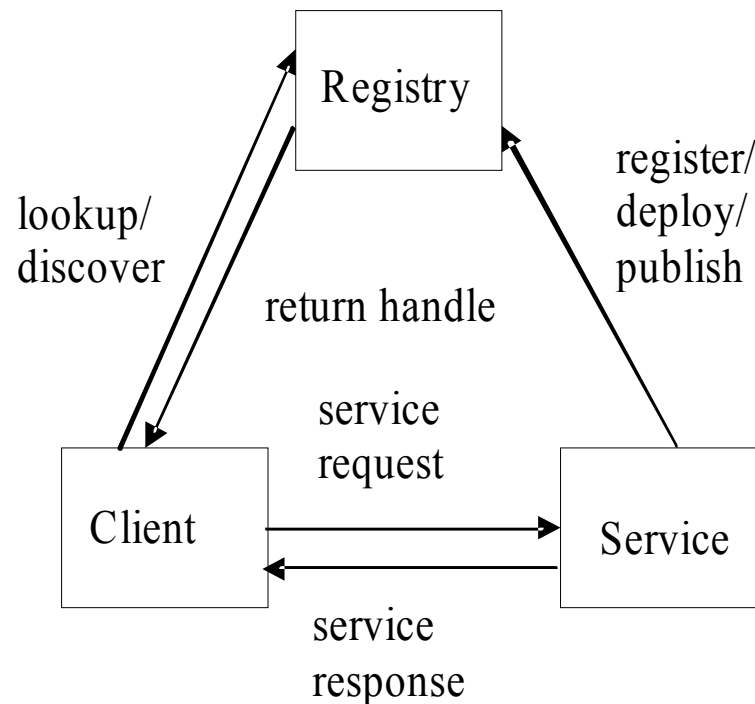 Registry
register/
deploy/
publish
lookup/
discover
return handle
service
request
Client
Service
service
response